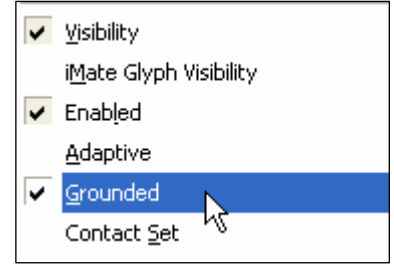 Visibility
iMate Glyph Visibility
Enabled
Adaptive
Grounded
Contact Set